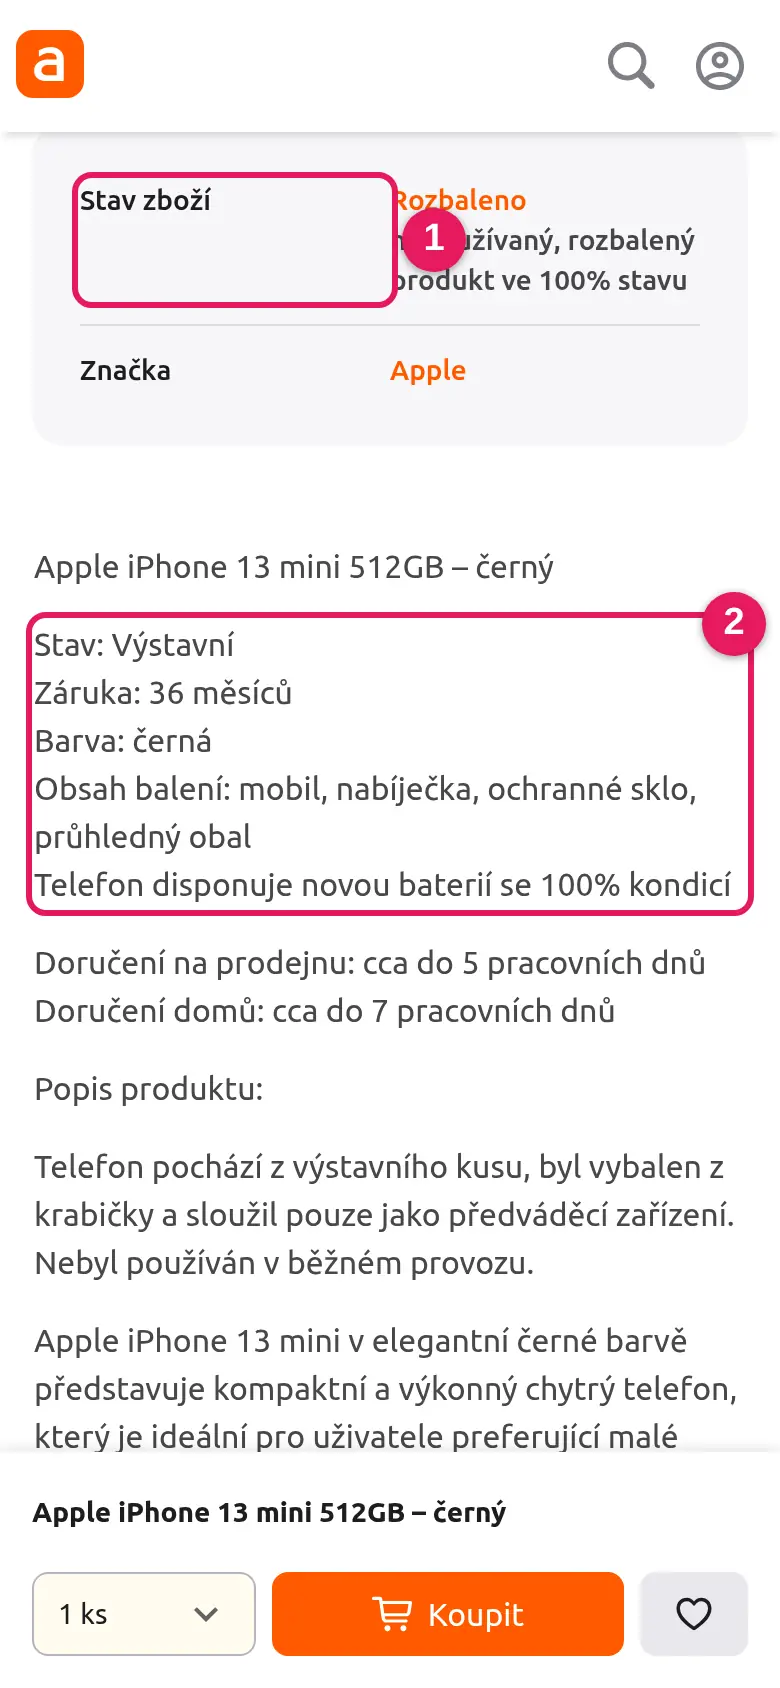 a
Stav zboží
Rozbaleno
užívaný, rozbalený
produkt ve 100% stavu
1
Značka
Apple
Apple iPhone 13 mini 512GB – černý
2
Stav: Výstavní
Záruka: 36 měsíců
Barva: černá
Obsah balení: mobil, nabíječka, ochranné sklo,
průhledný obal
Telefon disponuje novou baterií se 100% kondicí
Doručení na prodejnu: cca do 5 pracovních dnů
Doručení domů: cca do 7 pracovních dnů
Popis produktu:
Telefon pochází z výstavního kusu, byl vybalen z
krabičky a sloužil pouze jako předváděcí zařízení.
Nebyl používán v běžném provozu.
Apple iPhone 13 mini v elegantní černé barvě
představuje kompaktní a výkonný chytrý telefon,
který je ideální pro uživatele preferující malé
Apple iPhone 13 mini 512GB – černý
1 ks
Koupit